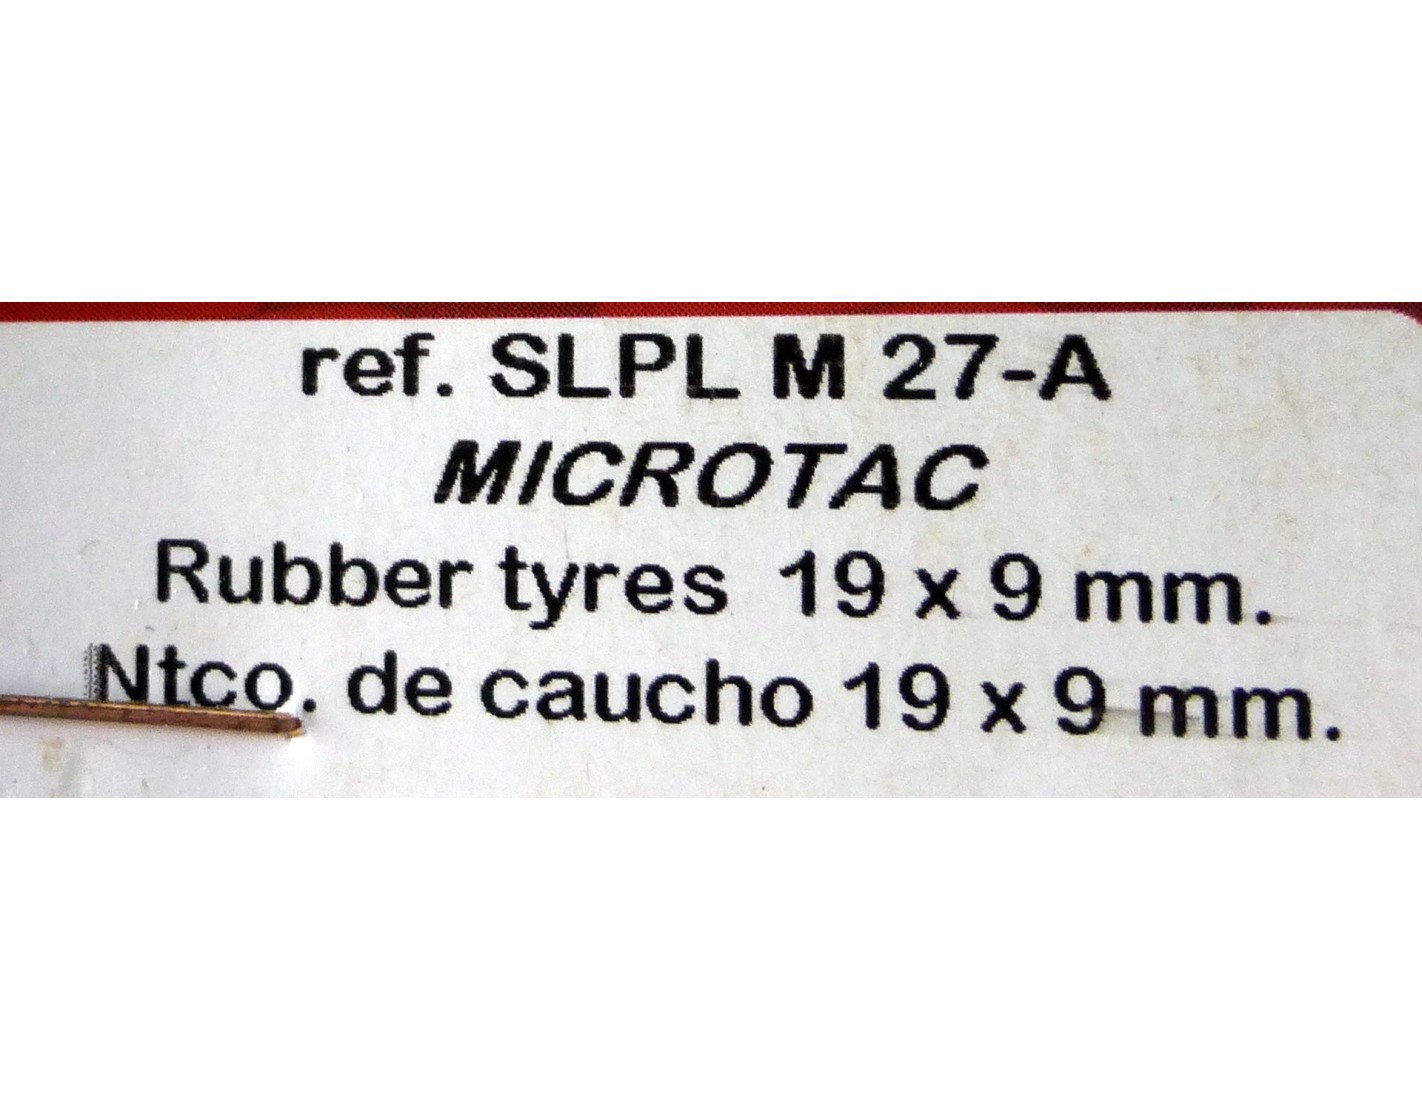 ref. SLPL M 27-A
MICROTAC
Rubber tyres 19 x 9 mm.
Ntco. de caucho 19 x 9 mm.